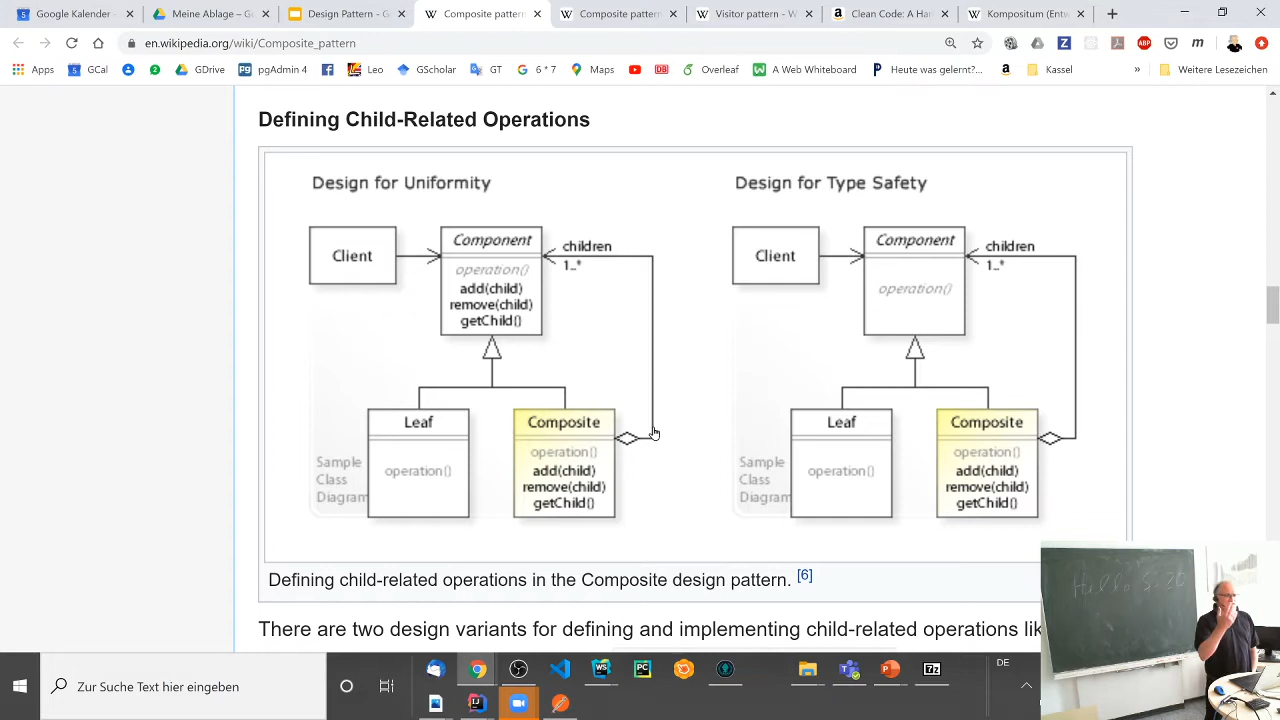 Google Kalender -
Meine Ablage – G
Design Pattern - G
Composite pattern
Composite pattern
Visitor pattern - W
Clean Code: A Han
Kompositum (Entw
en.wikipedia.org/wiki/Composite_pattern
Apps
GCal
GDrive
pgAdmin 4
Leo
GScholar
GT
6 * 7
Maps
Overleaf
A Web Whiteboard
Heute was gelernt?...
Kassel
»
Weitere Lesezeichen
Defining Child-Related Operations
Design for Uniformity
Client
Component
operation()
add(child)
remove(child)
getChild()
children
1..*
Leaf
operation()
Composite
operation()
add(child)
remove(child)
getChild()
Sample
Class
Diagram
Design for Type Safety
Client
Component
operation()
children
1..*
Leaf
operation()
Composite
operation()
add(child)
remove(child)
getChild()
Sample
Class
Diagram
Defining child-related operations in the Composite design pattern. [6]
There are two design variants for defining and implementing child-related operations lik
Hello
Zur Suche Text hier eingeben
DE